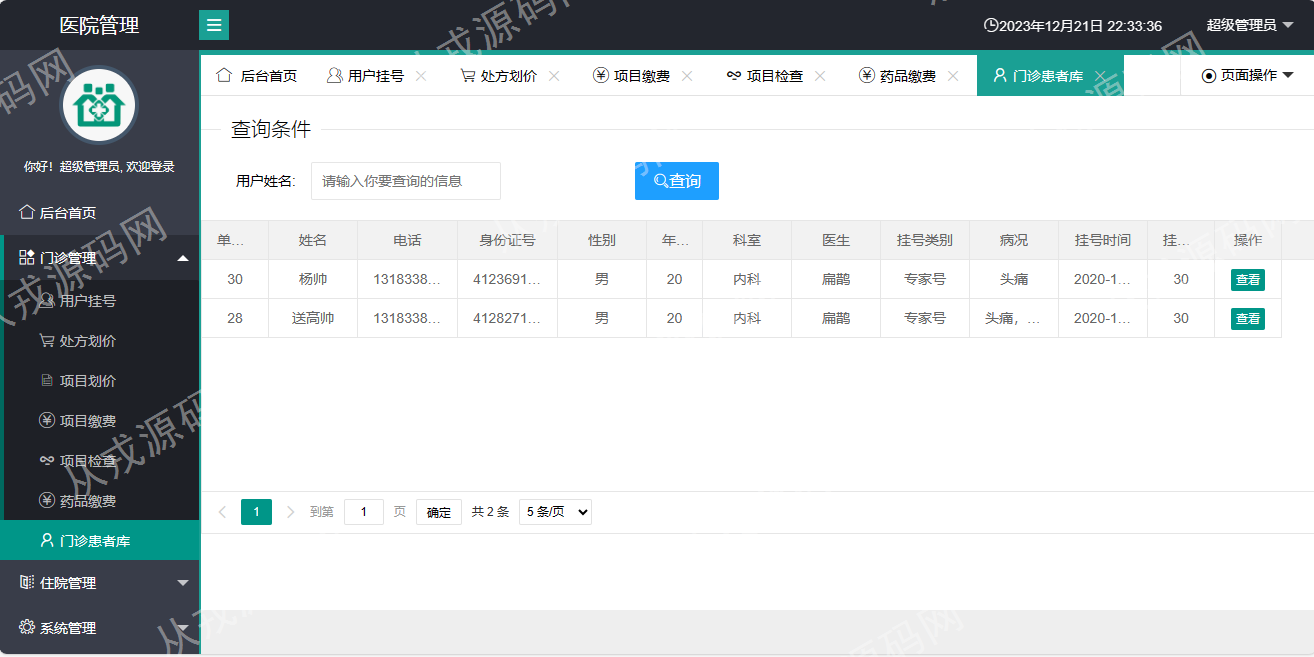 医院管理
2023年12月21日 22:33:36 超级管理员
后台首页 用户挂号 处方划价 项目缴费 项目检查 药品缴费 门诊患者库 页面操作
你好！超级管理员, 欢迎登录
后台首页
门诊管理
用户挂号
处方划价
项目划价
项目缴费
项目检查
药品缴费
门诊患者库
住院管理
系统管理
查询条件
用户姓名: 请输入你要查询的信息 查询
单... 姓名 电话 身份证号 性别 年... 科室 医生 挂号类别 病况 挂号时间 挂... 操作
30 杨帅 1318338... 4123691... 男 20 内科 扁鹊 专家号 头痛 2020-1... 30 查看
28 送高帅 1318338... 4128271... 男 20 内科 扁鹊 专家号 头痛，... 2020-1... 30 查看
1 到第 1 页 确定 共 2 条 5 条/页
从戎源码网